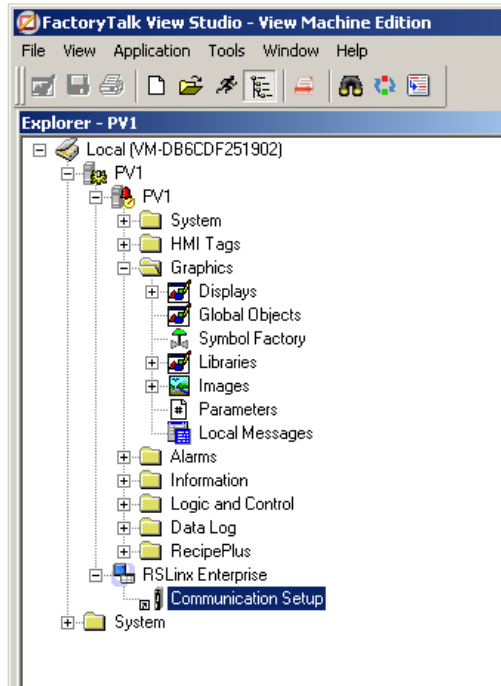 FactoryTalk View Studio - View Machine Edition
File View Application Tools Window Help
Explorer - PV1
Local (VM-DB6CDF251902)
PV1
PV1
System
HMI Tags
Graphics
Displays
Global Objects
Symbol Factory
Libraries
Images
Parameters
Local Messages
Alarms
Information
Logic and Control
Data Log
RecipePlus
RSLinx Enterprise
Communication Setup
System